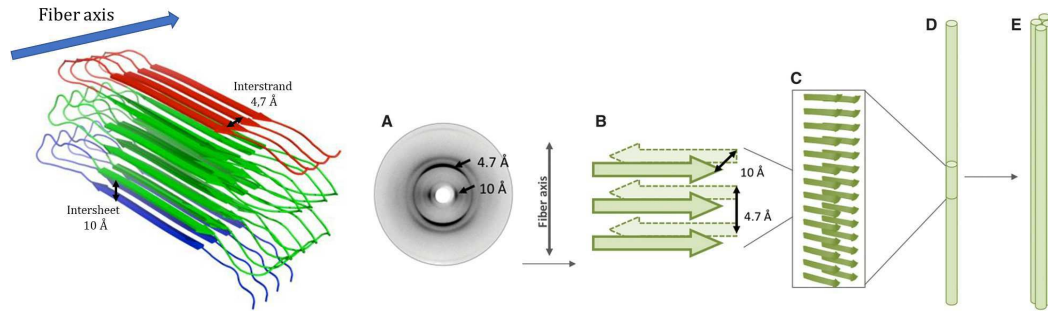 Fiber axis
Interstrand
4,7 Å
Intersheet
10 Å
A
4.7 Å
10 Å
Fiber axis
B
10 Å
4.7 Å
C
D
E